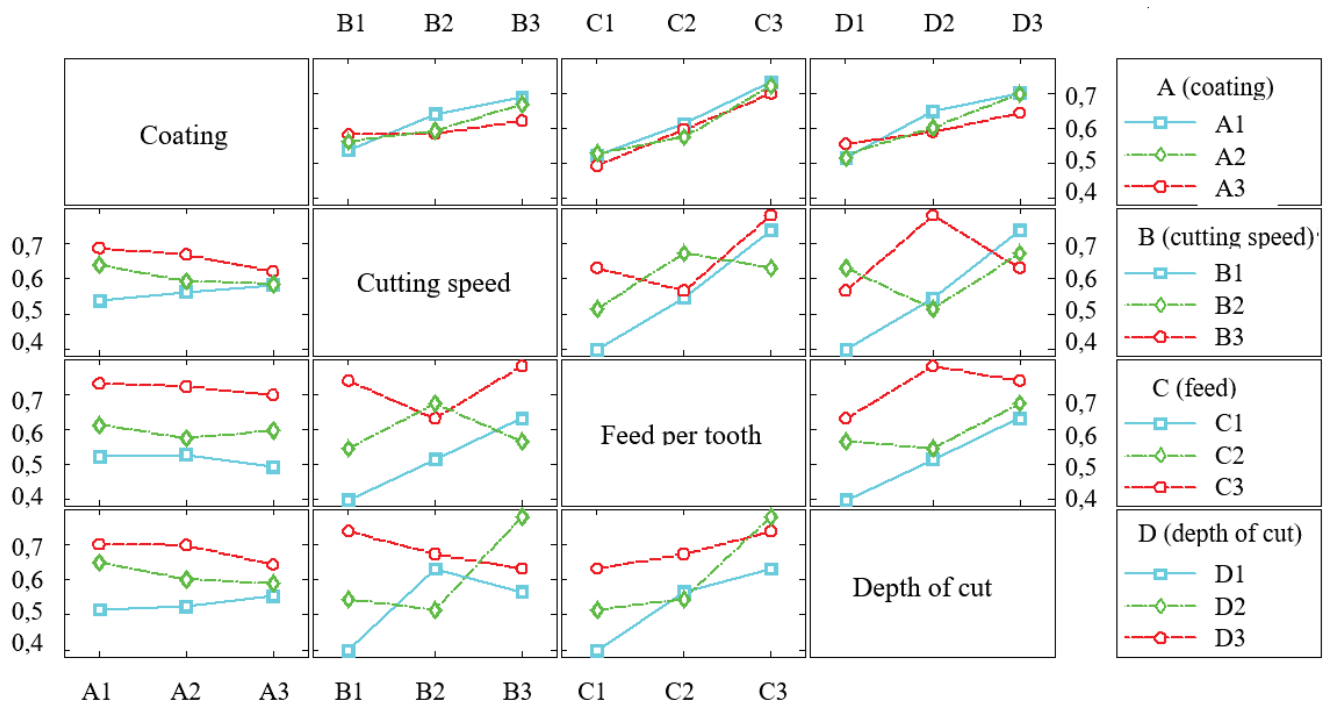 B1 B2 B3 C1 C2 C3 D1 D2 D3
Coating
0,7
0,6
0,5
0,4
A (coating)
A1
A2
A3
0,7
0,6
0,5
0,4
Cutting speed
0,7
0,6
0,5
0,4
B (cutting speed)
B1
B2
B3
0,7
0,6
0,5
0,4
Feed per tooth
0,7
0,6
0,5
0,4
C (feed)
C1
C2
C3
0,7
0,6
0,5
0,4
Depth of cut
D (depth of cut)
D1
D2
D3
A1 A2 A3 B1 B2 B3 C1 C2 C3